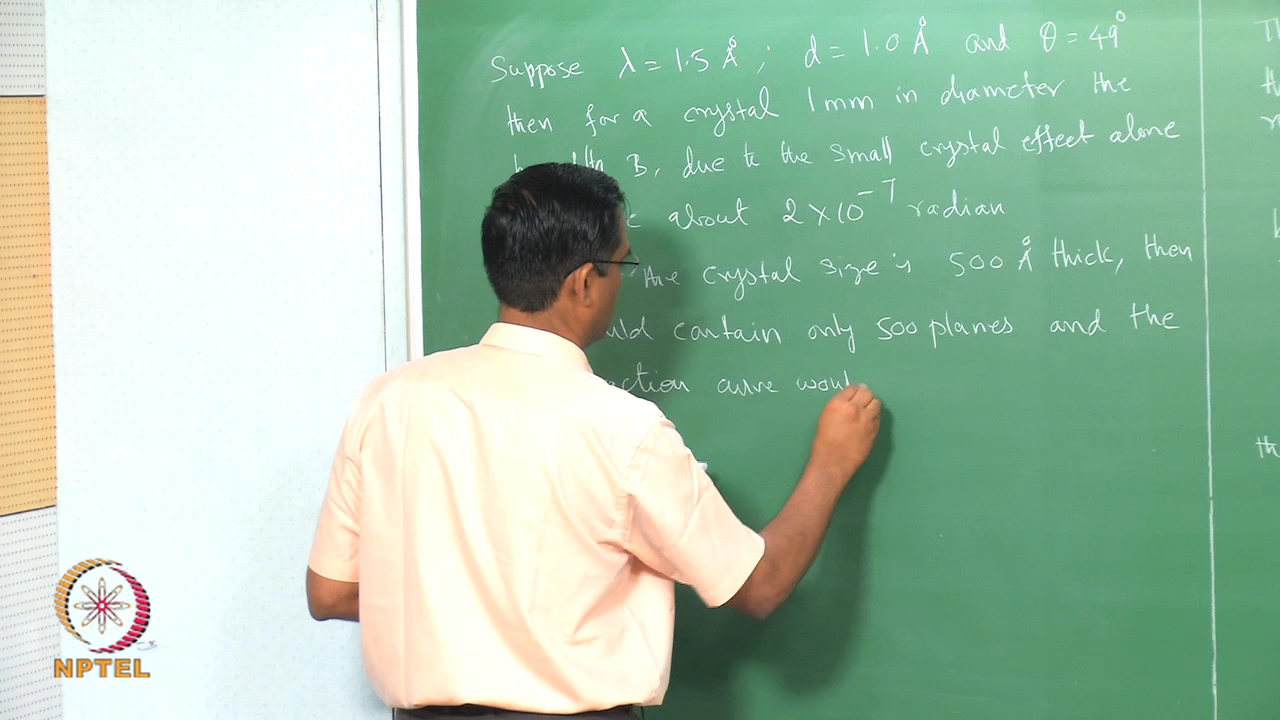 Suppose λ = 1.5 Å ; d = 1.0 Å and θ = 49°
then for a crystal 1mm in diameter the
B, due to the small crystal effect alone
about 2×10⁻⁷ radian
the crystal size is 500 Å thick, then
contain only 500 planes and the
curve woul
NPTEL